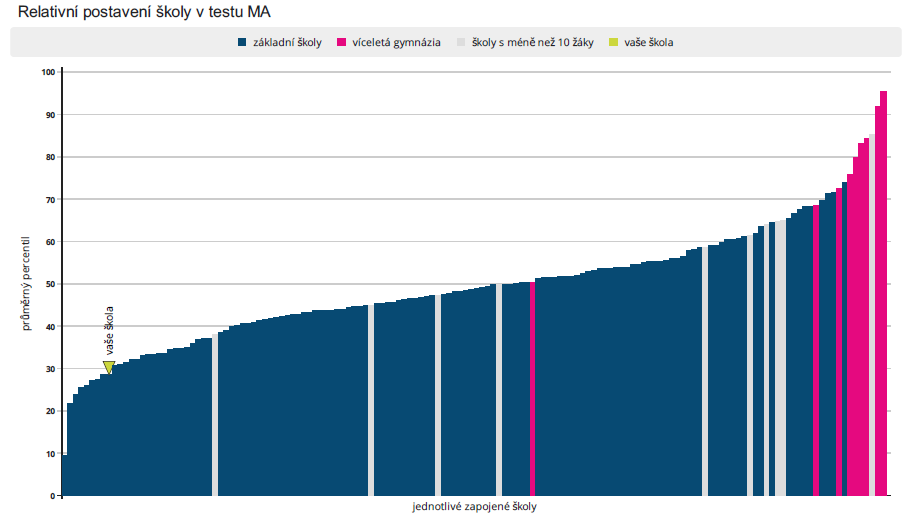 Relativní postavení školy v testu MA
základní školy víceletá gymnázia školy s méně než 10 žáky vaše škola
100
90
80
70
60
50
40
30
20
10
0
průměrný percentil
vaše škola
jednotlivé zapojené školy